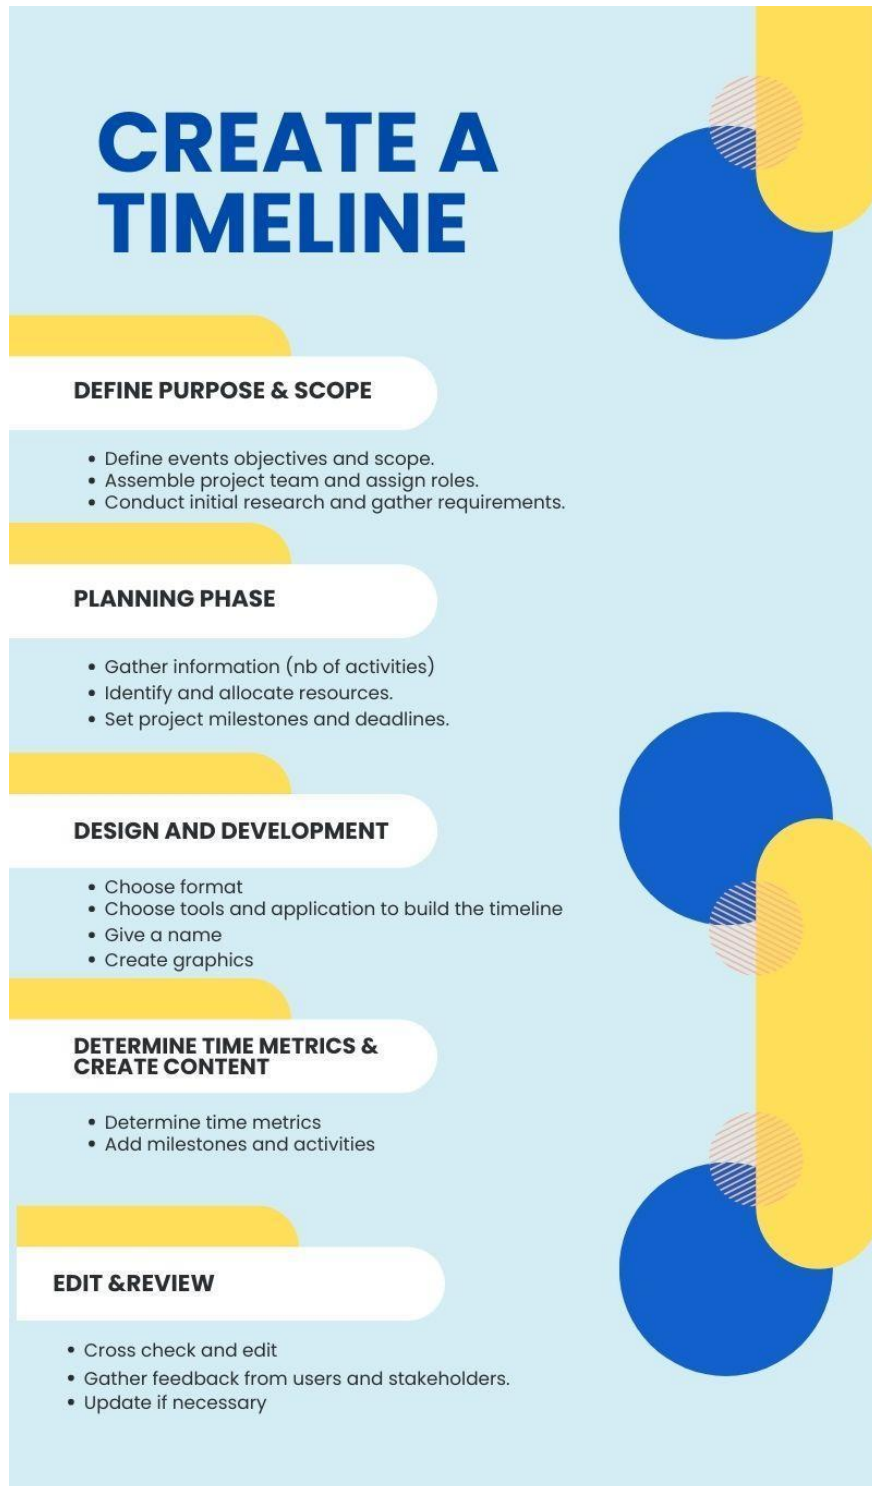 CREATE A
TIMELINE
DEFINE PURPOSE & SCOPE
• Define events objectives and scope.
• Assemble project team and assign roles.
• Conduct initial research and gather requirements.
PLANNING PHASE
• Gather information (nb of activities)
• Identify and allocate resources.
• Set project milestones and deadlines.
DESIGN AND DEVELOPMENT
• Choose format
• Choose tools and application to build the timeline
• Give a name
• Create graphics
DETERMINE TIME METRICS &
CREATE CONTENT
• Determine time metrics
• Add milestones and activities
EDIT &REVIEW
• Cross check and edit
• Gather feedback from users and stakeholders.
• Update if necessary